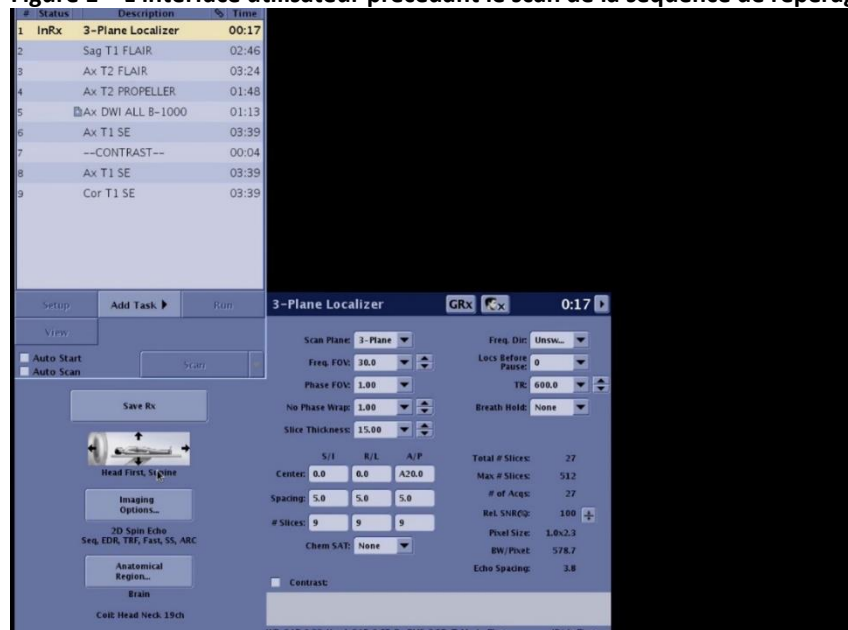 Figure 1 – L'interface utilisateur précédant le scan de la séquence de repérag
# Status Description Time
1 InRx 3-Plane Localizer 00:17
2 Sag T1 FLAIR 02:46
3 Ax T2 FLAIR 03:24
4 Ax T2 PROPELLER 01:48
5 Ax DWI ALL B-1000 01:13
6 Ax T1 SE 03:39
7 --CONTRAST-- 00:04
8 Ax T1 SE 03:39
9 Cor T1 SE 03:39
Setup Add Task Run
View
Auto Start
Auto Scan
Scan
Save Rx
Head First, Supine
Imaging
Options...
2D Spin Echo
Seq, EDR, TRF, Fast, SS, ARC
Anatomical
Region...
Brain
Coil: Head Neck 19ch
3-Plane Localizer GRx x 0:17
Scan Plane: 3-Plane
Freq. FOV: 30.0
Phase FOV: 1.00
No Phase Wrap: 1.00
Slice Thickness: 15.00
Freq. Dir: Unsw...
Locs Before
Pause: 0
TR: 600.0
Breath Hold: None
S/I R/L A/P
Center: 0.0 0.0 A20.0
Spacing: 5.0 5.0 5.0
# Slices: 9 9 9
Chem SAT: None
Contrast:
Total # Slices: 27
Max # Slices: 512
# of Acqs: 27
Rel. SNR(%): 100
Pixel Size: 1.0x2.3
BW/Pixel: 578.7
Echo Spacing: 3.8